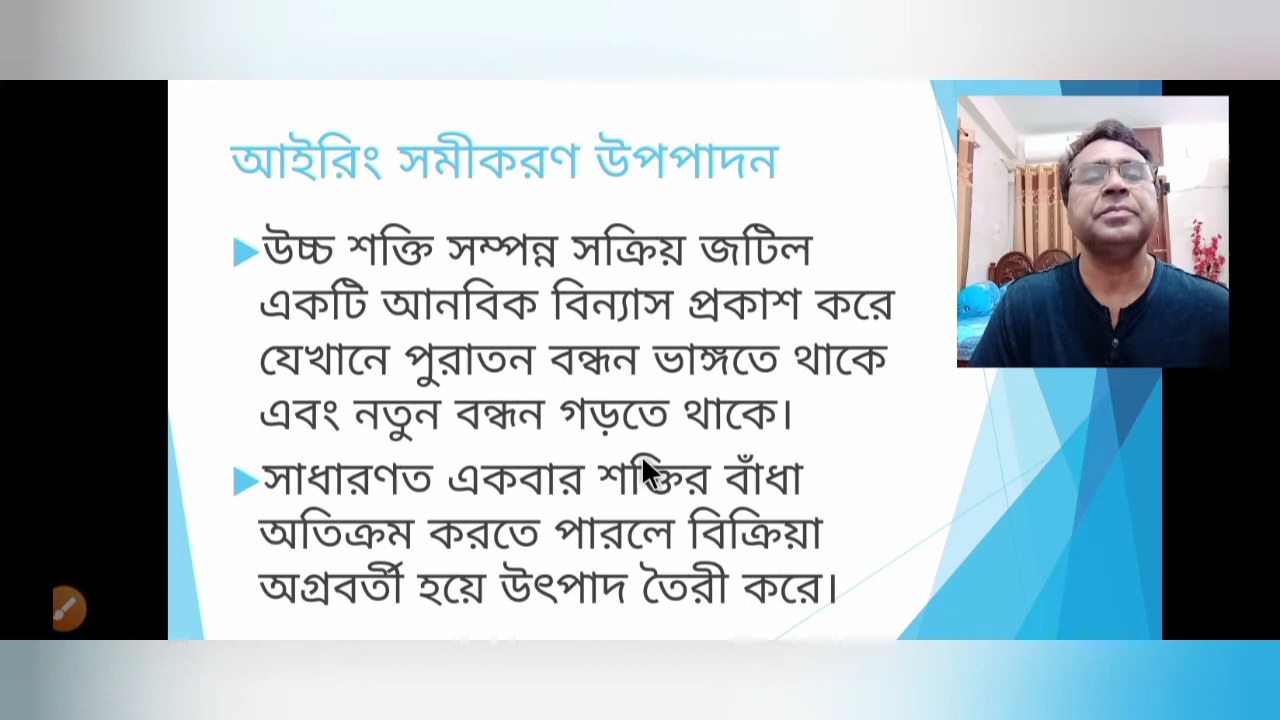 আইরিং সমীকরণ উপপাদন
উচ্চ শক্তি সম্পন্ন সক্রিয় জটিল
একটি আনবিক বিন্যাস প্রকাশ করে
যেখানে পুরাতন বন্ধন ভাঙ্গতে থাকে
এবং নতুন বন্ধন গড়তে থাকে।
সাধারণত একবার শক্তির বাঁধা
অতিক্রম করতে পারলে বিক্রিয়া
অগ্রবর্তী হয়ে উৎপাদ তৈরী করে।